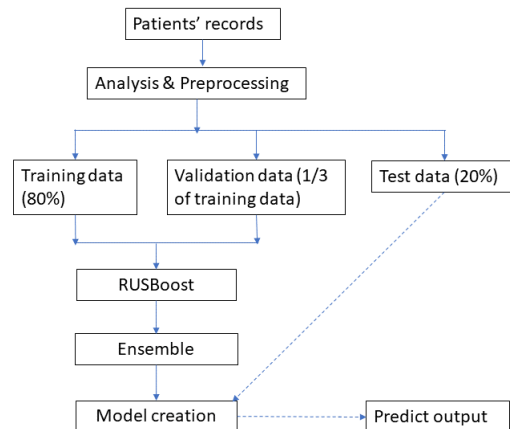 Patients’ records
Analysis & Preprocessing
Training data
(80%)
Validation data (1/3
of training data)
Test data (20%)
RUSBoost
Ensemble
Model creation
Predict output